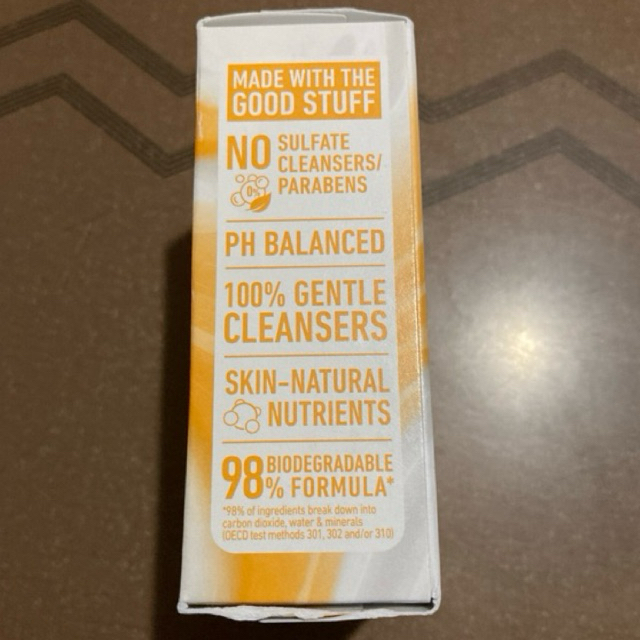 MADE WITH THE
GOOD STUFF
NO SULFATE
CLEANSERS/
PARABENS
0%
PH BALANCED
100% GENTLE
CLEANSERS
SKIN-NATURAL
NUTRIENTS
98% BIODEGRADABLE
FORMULA*
*98% of ingredients break down into
carbon dioxide, water & minerals
(OECD test methods 301, 302 and/or 310)